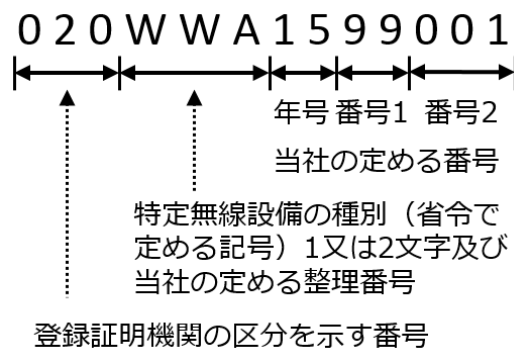 020WWA1599001
年号 番号1 番号2
当社の定める番号
特定無線設備の種別（省令で
定める記号）1又は2文字及び
当社の定める整理番号
登録証明機関の区分を示す番号